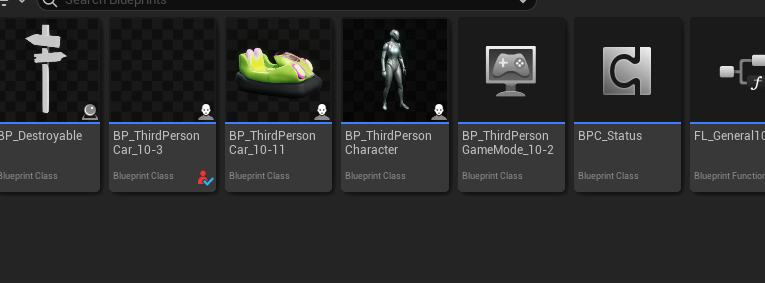 Search Blueprints
BP_Destroyable
Blueprint Class
BP_ThirdPerson
Car_10-3
Blueprint Class
BP_ThirdPerson
Car_10-11
Blueprint Class
BP_ThirdPerson
Character
Blueprint Class
BP_ThirdPerson
GameMode_10-2
Blueprint Class
BPC_Status
Blueprint Class
FL_General10
Blueprint Function